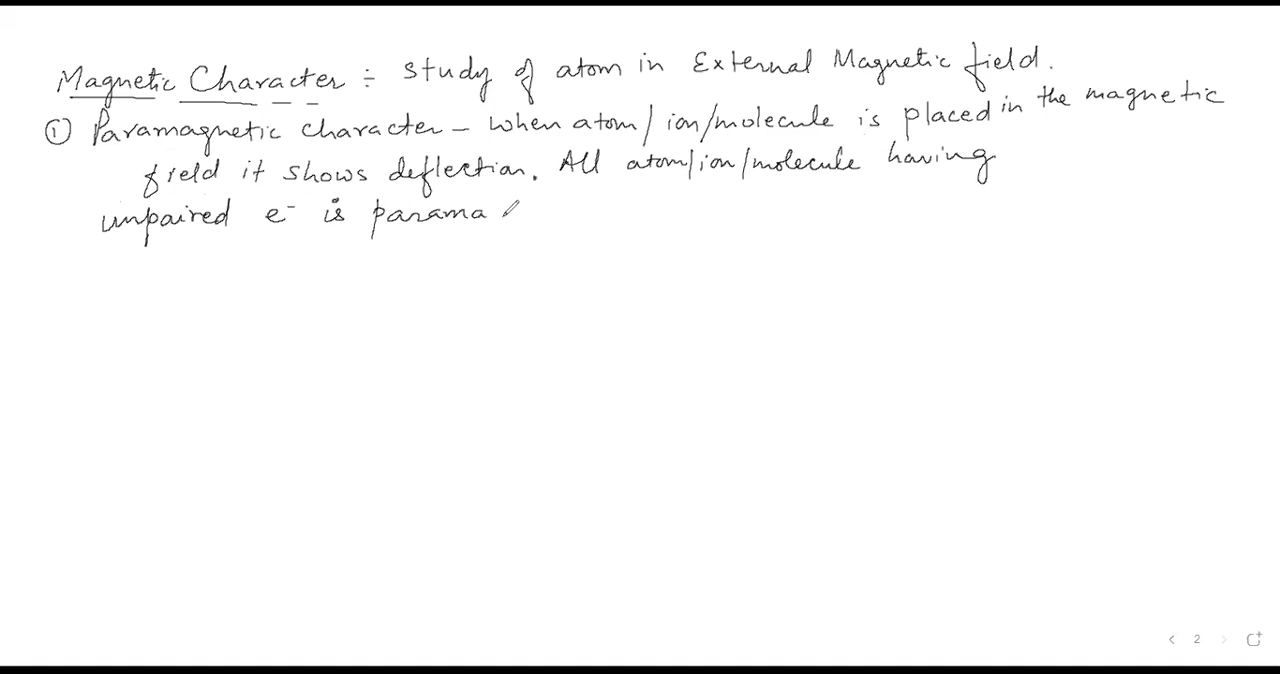 Magnetic Character ÷ study of atom in External Magnetic field.
① Paramagnetic character – when atom/ion/molecule is placed in the magnetic
field it shows deflection. All atom/ion/molecule having
unpaired e⁻ is parama
2